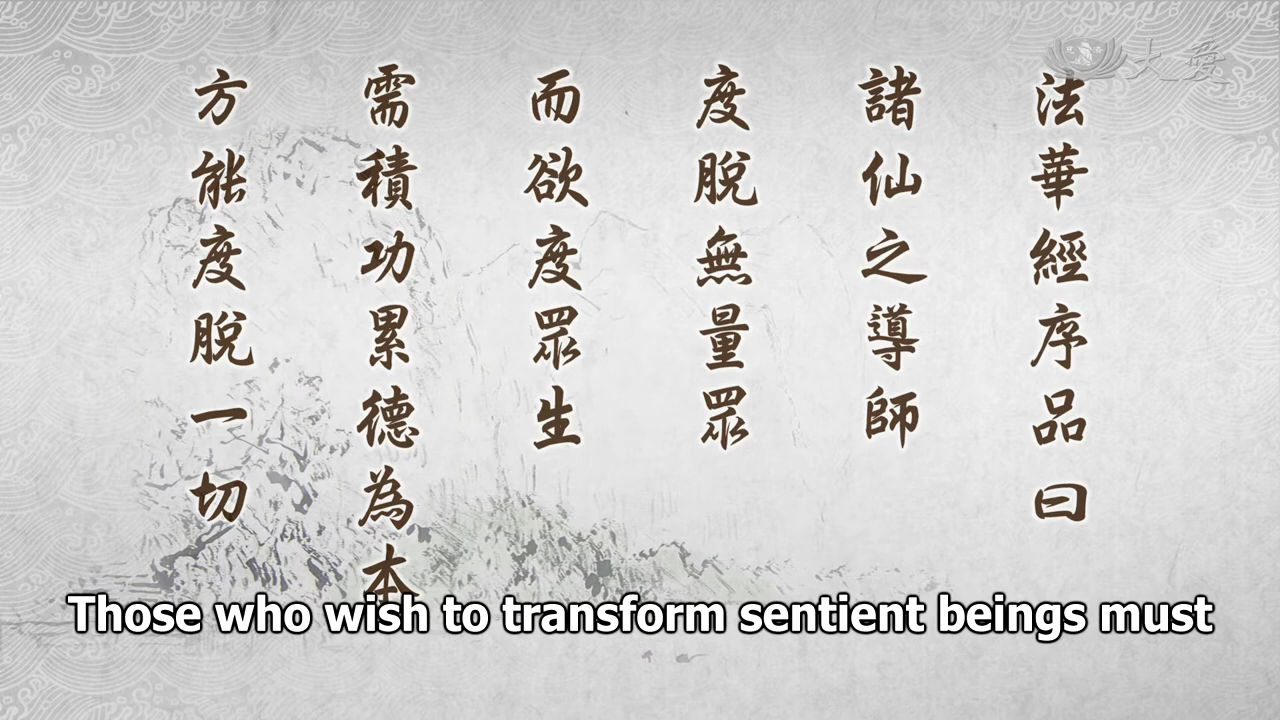 法華經序品曰
諸仙之導師
度脫無量眾
而欲度眾生
需積功累德為本
方能度脫一切
大愛
Those who wish to transform sentient beings must